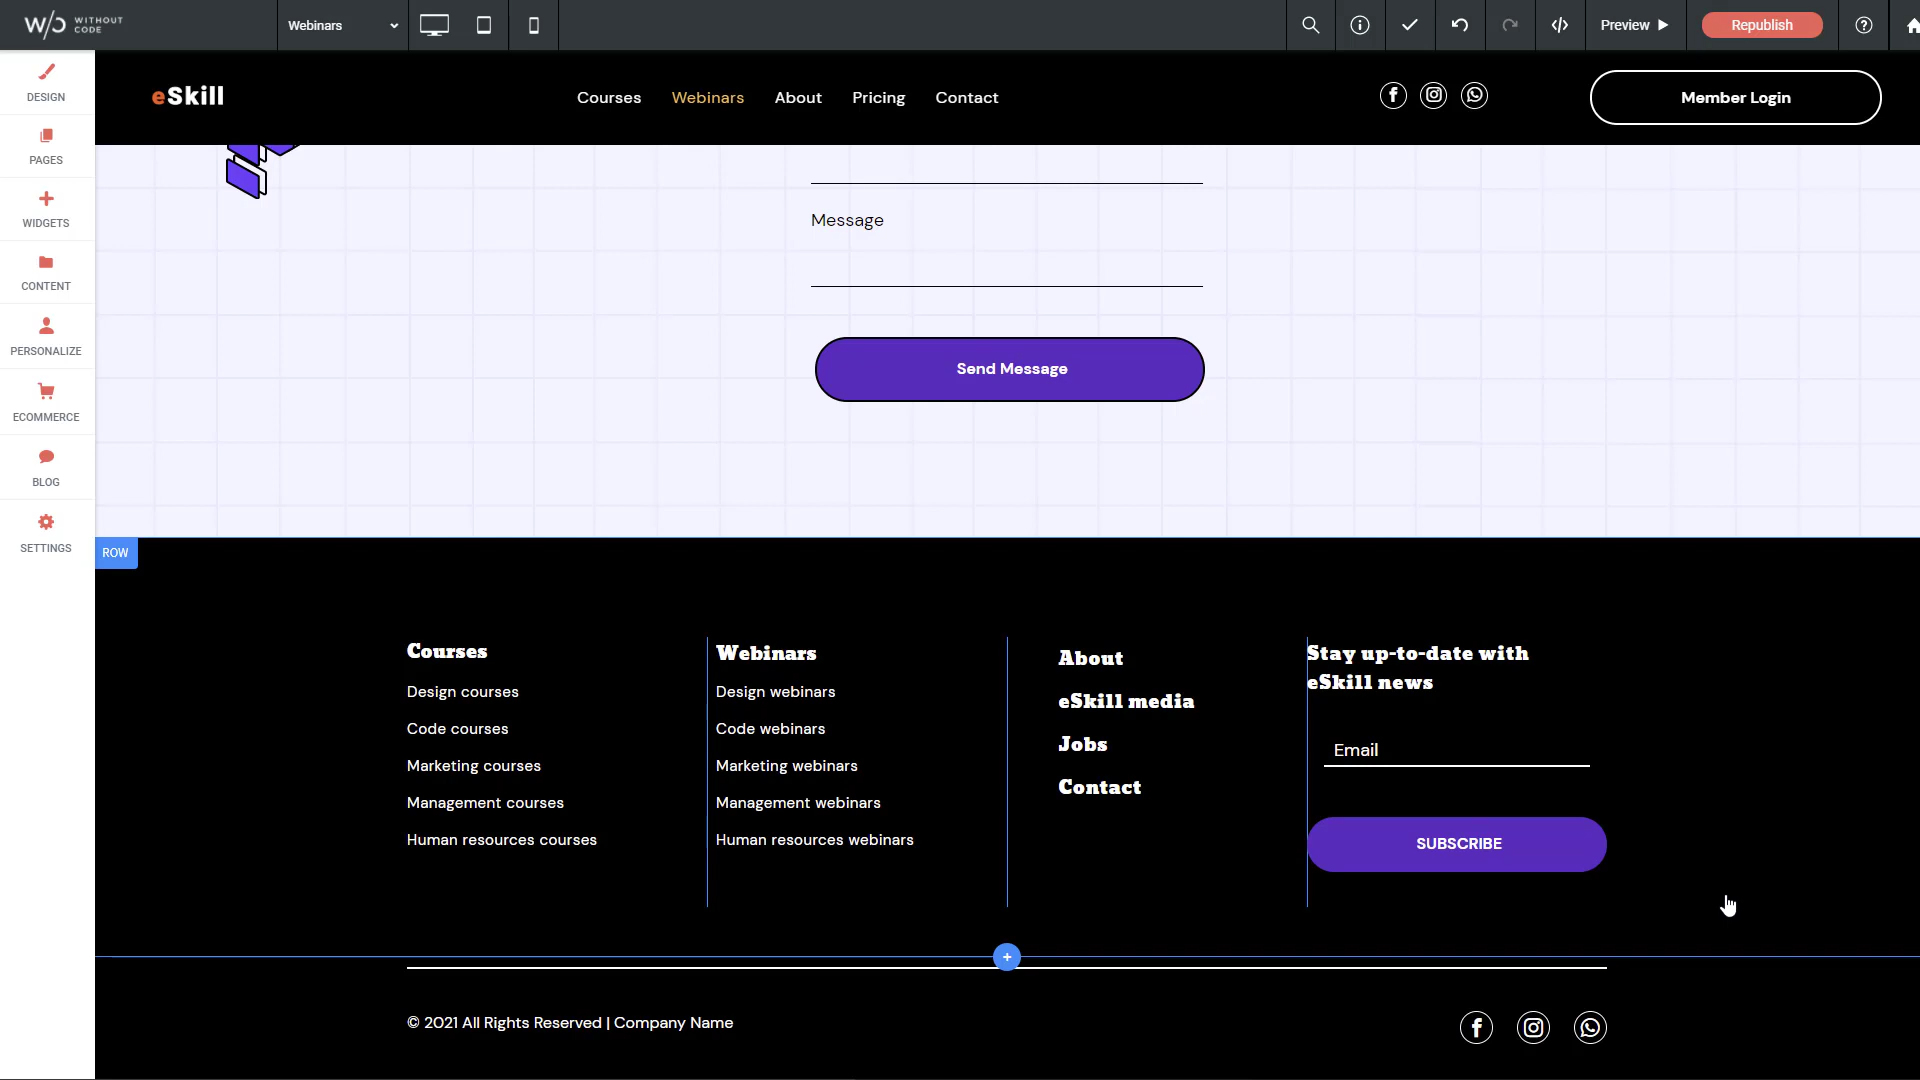 WITHOUT
CODE
Webinars
Preview
Republish
DESIGN
PAGES
WIDGETS
CONTENT
PERSONALIZE
ECOMMERCE
BLOG
SETTINGS
eSkill
Courses
Webinars
About
Pricing
Contact
Member Login
Message
Send Message
ROW
Courses
Design courses
Code courses
Marketing courses
Management courses
Human resources courses
Webinars
Design webinars
Code webinars
Marketing webinars
Management webinars
Human resources webinars
About
eSkill media
Jobs
Contact
Stay up-to-date with
eSkill news
Email
SUBSCRIBE
© 2021 All Rights Reserved | Company Name